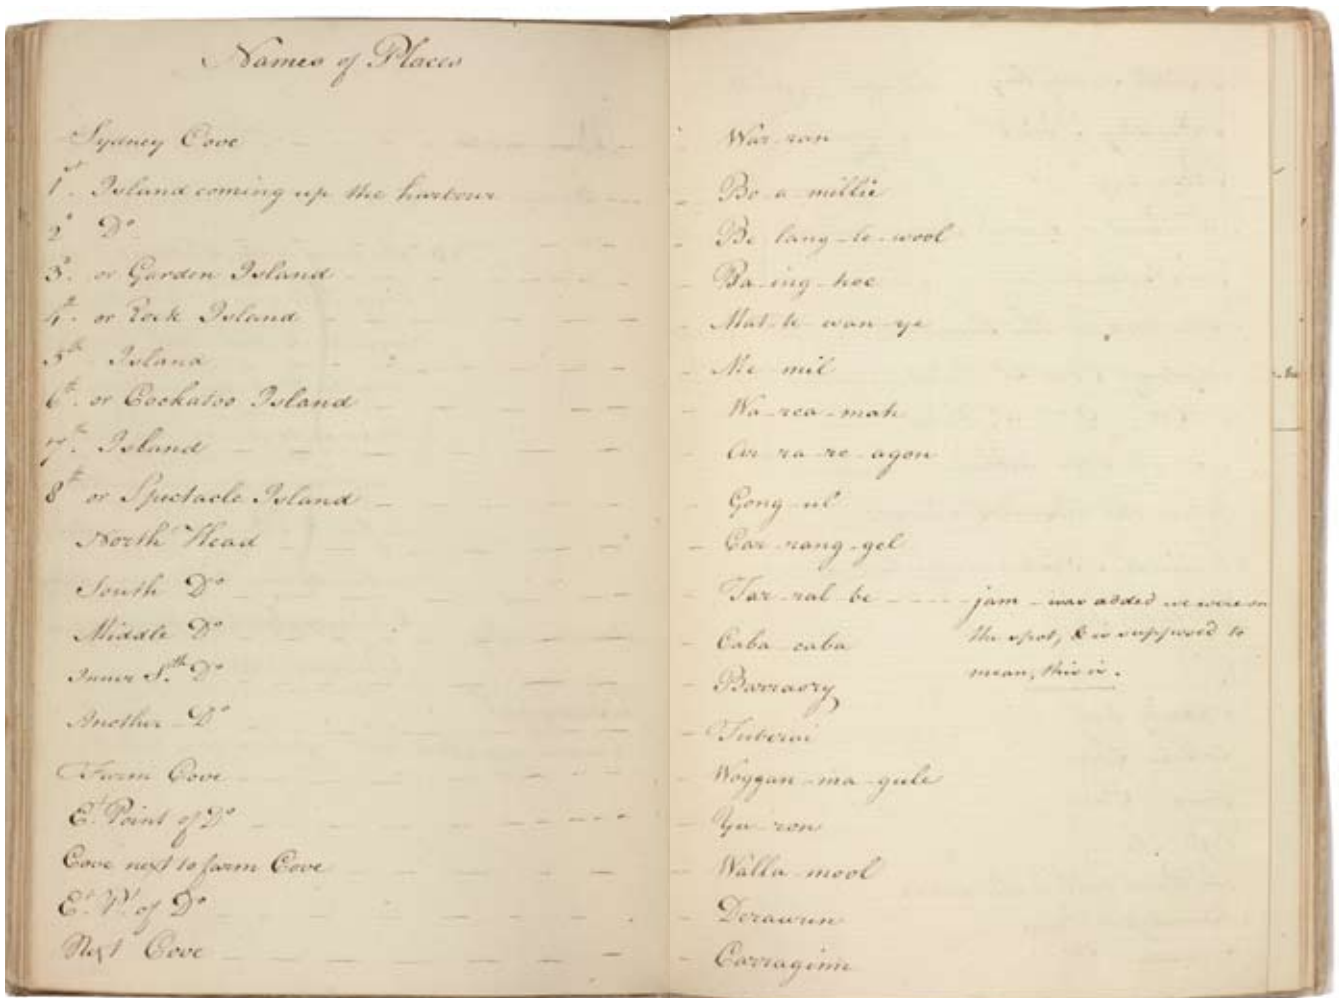 Names of Places
Sydney Cove War-ran
1st. Island coming up the harbour Bo-a-millie
2d Do Be-lang-le-wool
3d. or Garden Island Ba-ing-hoe
4th. or Rock Island Mat-te-wan-ye
5th Island Me-mil
6th. or Cockatoo Island Wa-rea-mah
7th. Island Ar-ra-re-agon
8th or Spectacle Island Gong-ul
North Head Car-rang-gel
South Do Tar-ral-be jam - was added we were on
the spot, & is supposed to
mean, this is.
Middle Do Caba-caba
Inner Sth. Do
Another Do Tuberai
Farm Cove Woggan-ma-gule
Et. Point of Do Yu-ron
Cove next to farm Cove Walla-mool
Et. Pt. of Do Derawun
Next Cove Carraginn